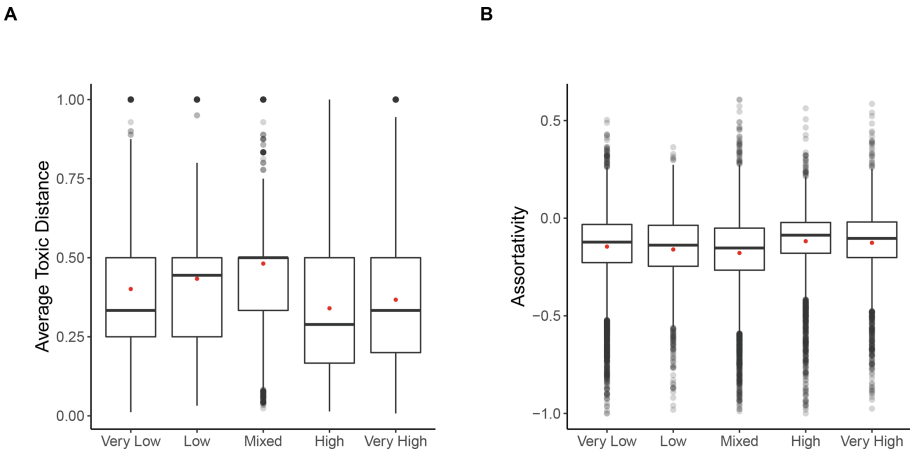 A
Average Toxic Distance
1.00
0.75
0.50
0.25
0.00
Very Low Low Mixed High Very High
B
Assortativity
0.5
0.0
−0.5
−1.0
Very Low Low Mixed High Very High